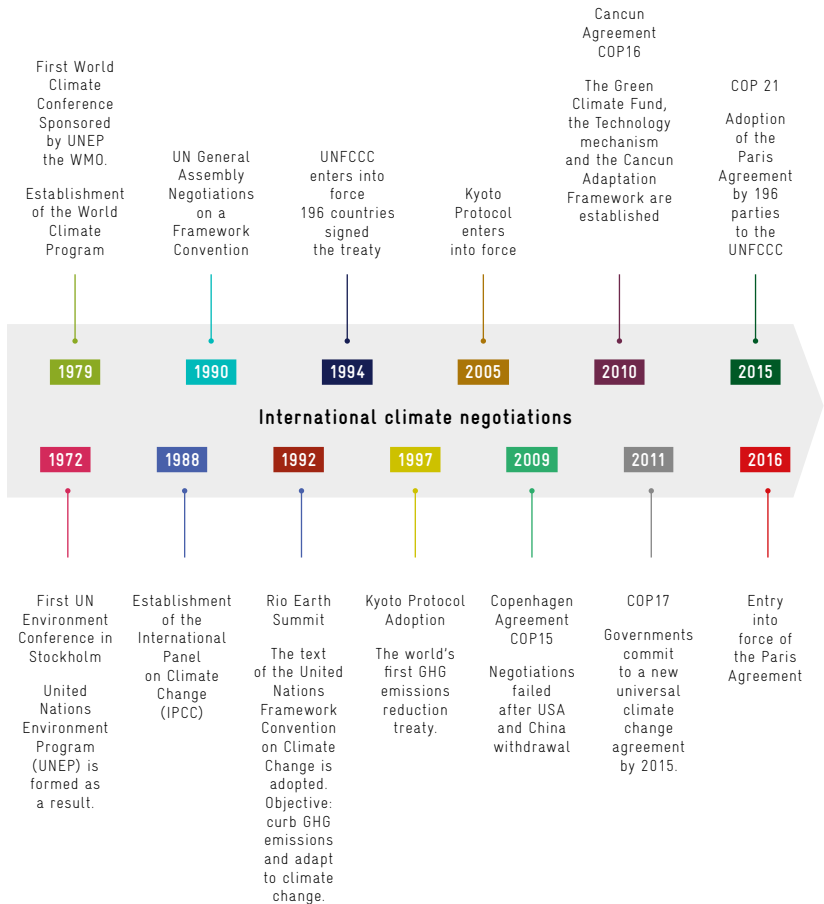 First World
Climate
Conference
Sponsored
by UNEP
the WMO.
Establishment
of the World
Climate
Program
UN General
Assembly
Negotiations
on a
Framework
Convention
UNFCCC
enters into
force
196 countries
signed
the treaty
Kyoto
Protocol
enters
into force
Cancun
Agreement
COP16
The Green
Climate Fund,
the Technology
mechanism
and the Cancun
Adaptation
Framework are
established
COP 21
Adoption
of the
Paris
Agreement
by 196
parties
to the
UNFCCC
1979
1990
1994
2005
2010
2015
International climate negotiations
1972
1988
1992
1997
2009
2011
2016
First UN
Environment
Conference in
Stockholm
United
Nations
Environment
Program
(UNEP) is
formed as
a result.
Establishment
of the
International
Panel
on Climate
Change
(IPCC)
Rio Earth
Summit
The text
of the United
Nations
Framework
Convention
on Climate
Change is
adopted.
Objective:
curb GHG
emissions
and adapt
to climate
change.
Kyoto Protocol
Adoption
The world's
first GHG
emissions
reduction
treaty.
Copenhagen
Agreement
COP15
Negotiations
failed
after USA
and China
withdrawal
COP17
Governments
commit
to a new
universal
climate
change
agreement
by 2015.
Entry
into
force of
the Paris
Agreement